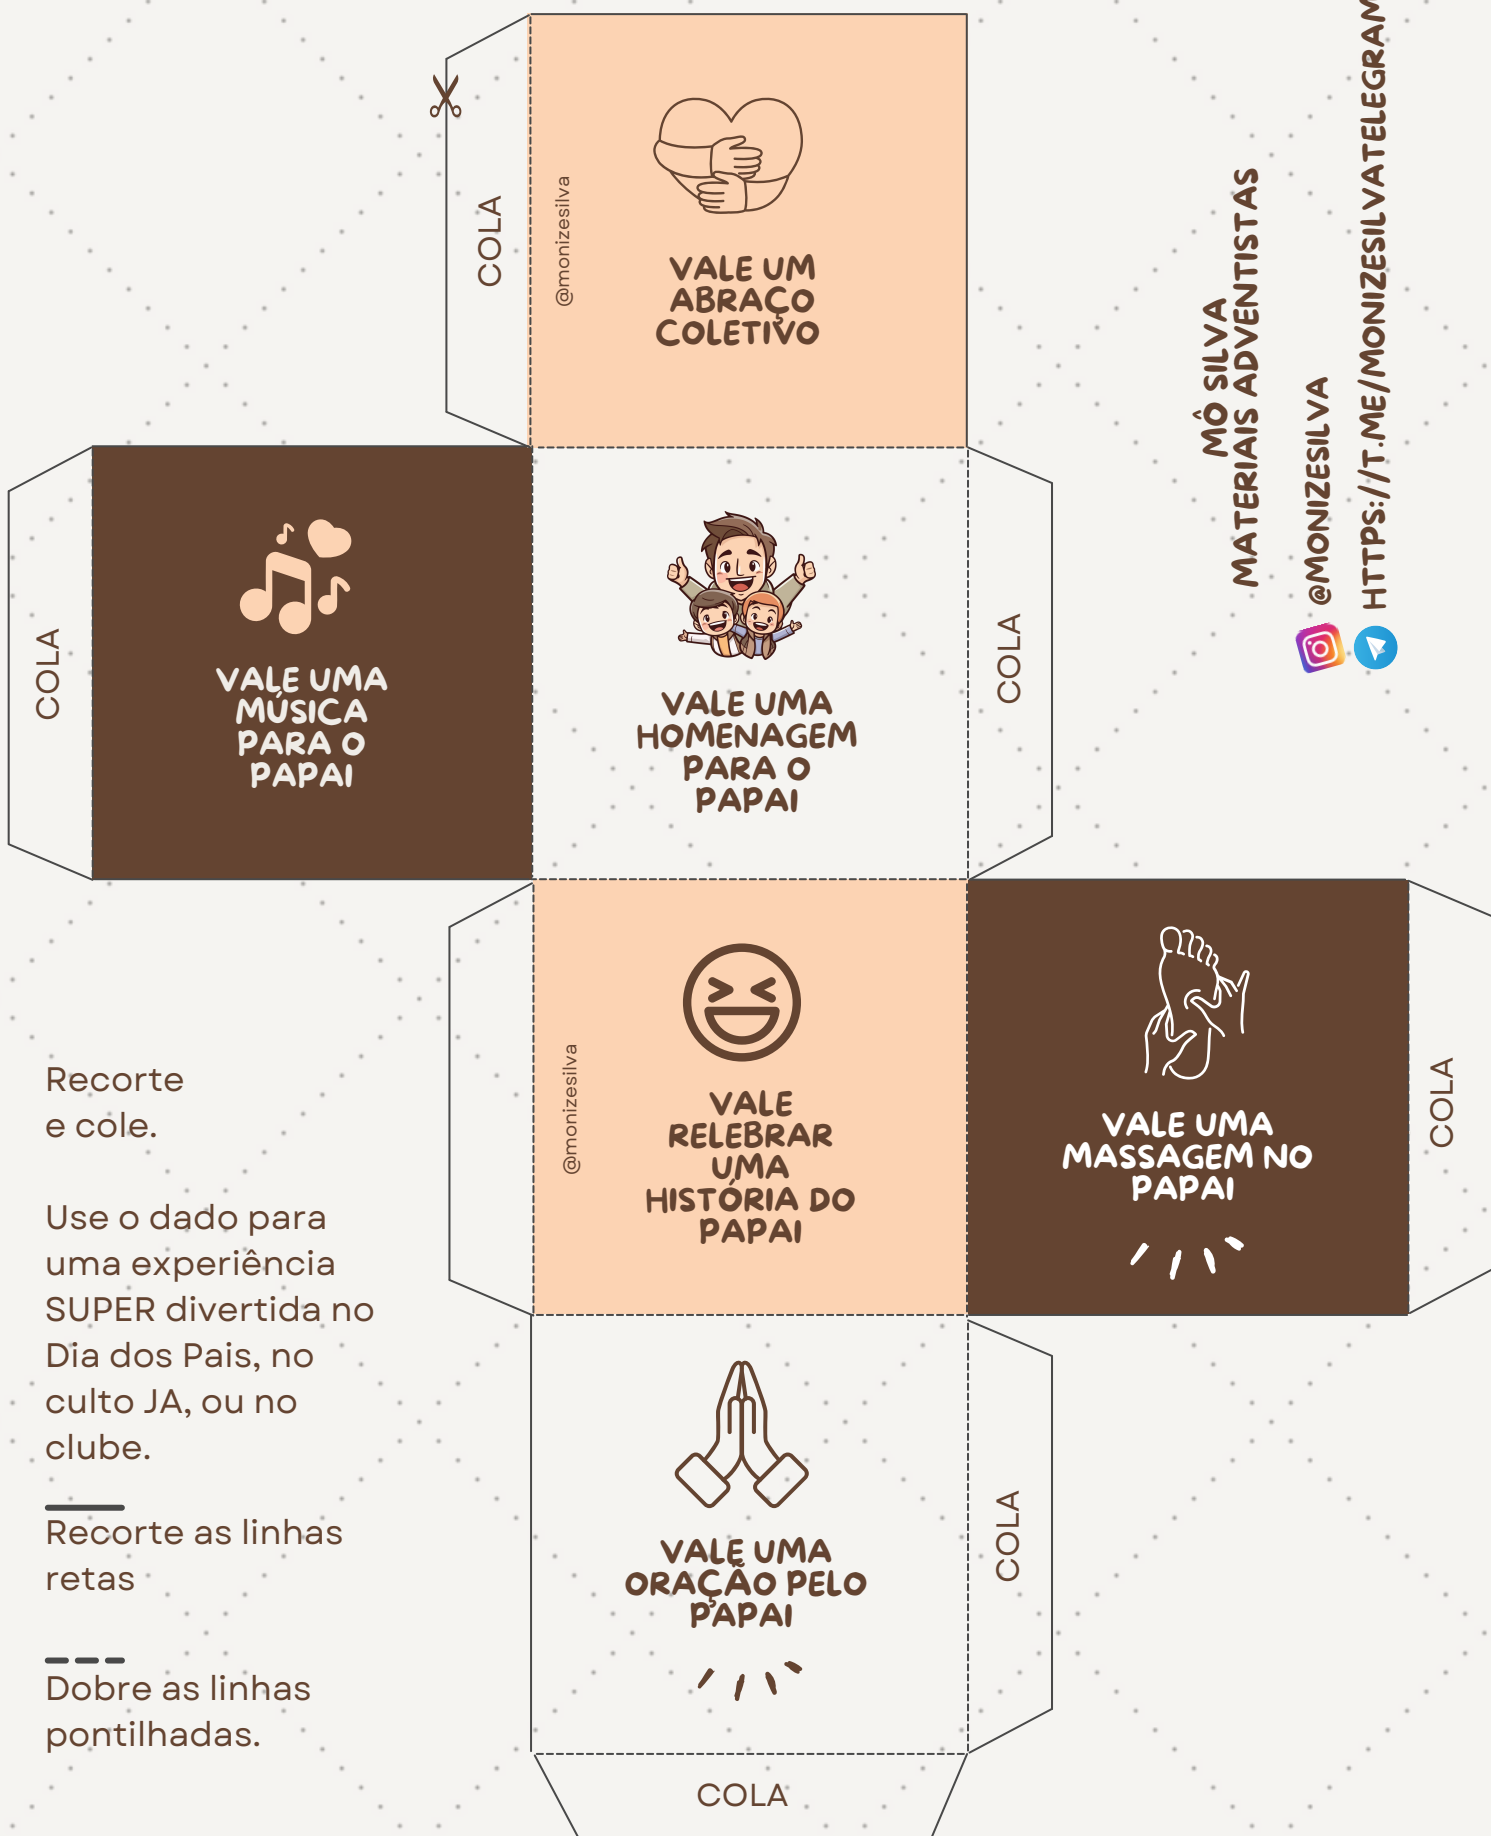 COLA
@monizesilva
VALE UM
ABRAÇO
COLETIVO
MÔ SILVA
MATERIAIS ADVENTISTAS
@MONIZESILVA
HTTPS://T.ME/MONIZESILVATELEGRAM
COLA
VALE UMA
MÚSICA
PARA O
PAPAI
VALE UMA
HOMENAGEM
PARA O
PAPAI
COLA
@monizesilva
VALE
RELEBRAR
UMA
HISTÓRIA DO
PAPAI
VALE UMA
MASSAGEM NO
PAPAI
COLA
Recorte
e cole.
Use o dado para
uma experiência
SUPER divertida no
Dia dos Pais, no
culto JA, ou no
clube.
Recorte as linhas
retas
Dobre as linhas
pontilhadas.
VALE UMA
ORAÇÃO PELO
PAPAI
COLA
COLA